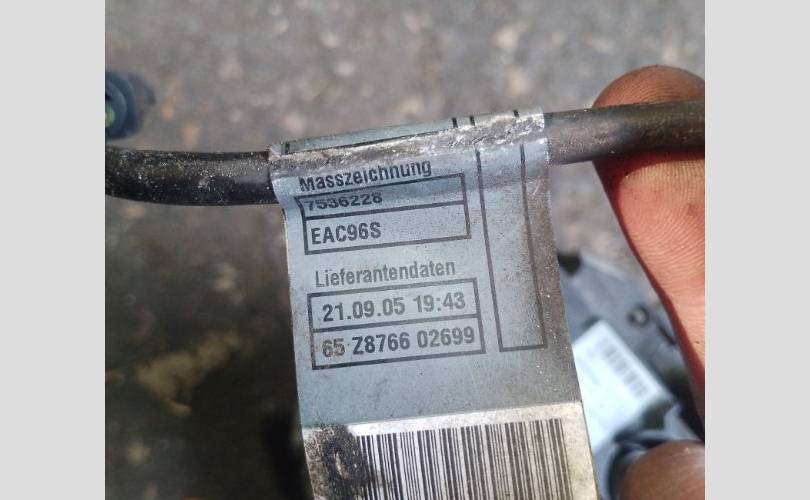 Masszeichnung
7536228
EAC96S
Lieferantendaten
21.09.05 19:43
65 Z8766 02699